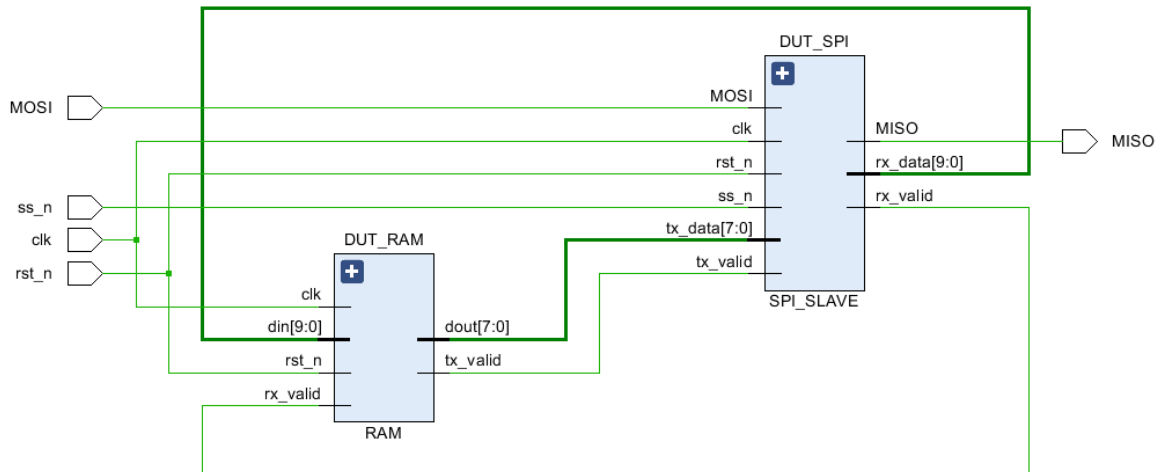 DUT_SPI
MOSI
MOSI
clk
MISO
MISO
rst_n
rx_data[9:0]
ss_n
ss_n
rx_valid
clk
tx_data[7:0]
DUT_RAM
rst_n
tx_valid
clk
SPI_SLAVE
din[9:0]
dout[7:0]
rst_n
tx_valid
rx_valid
RAM